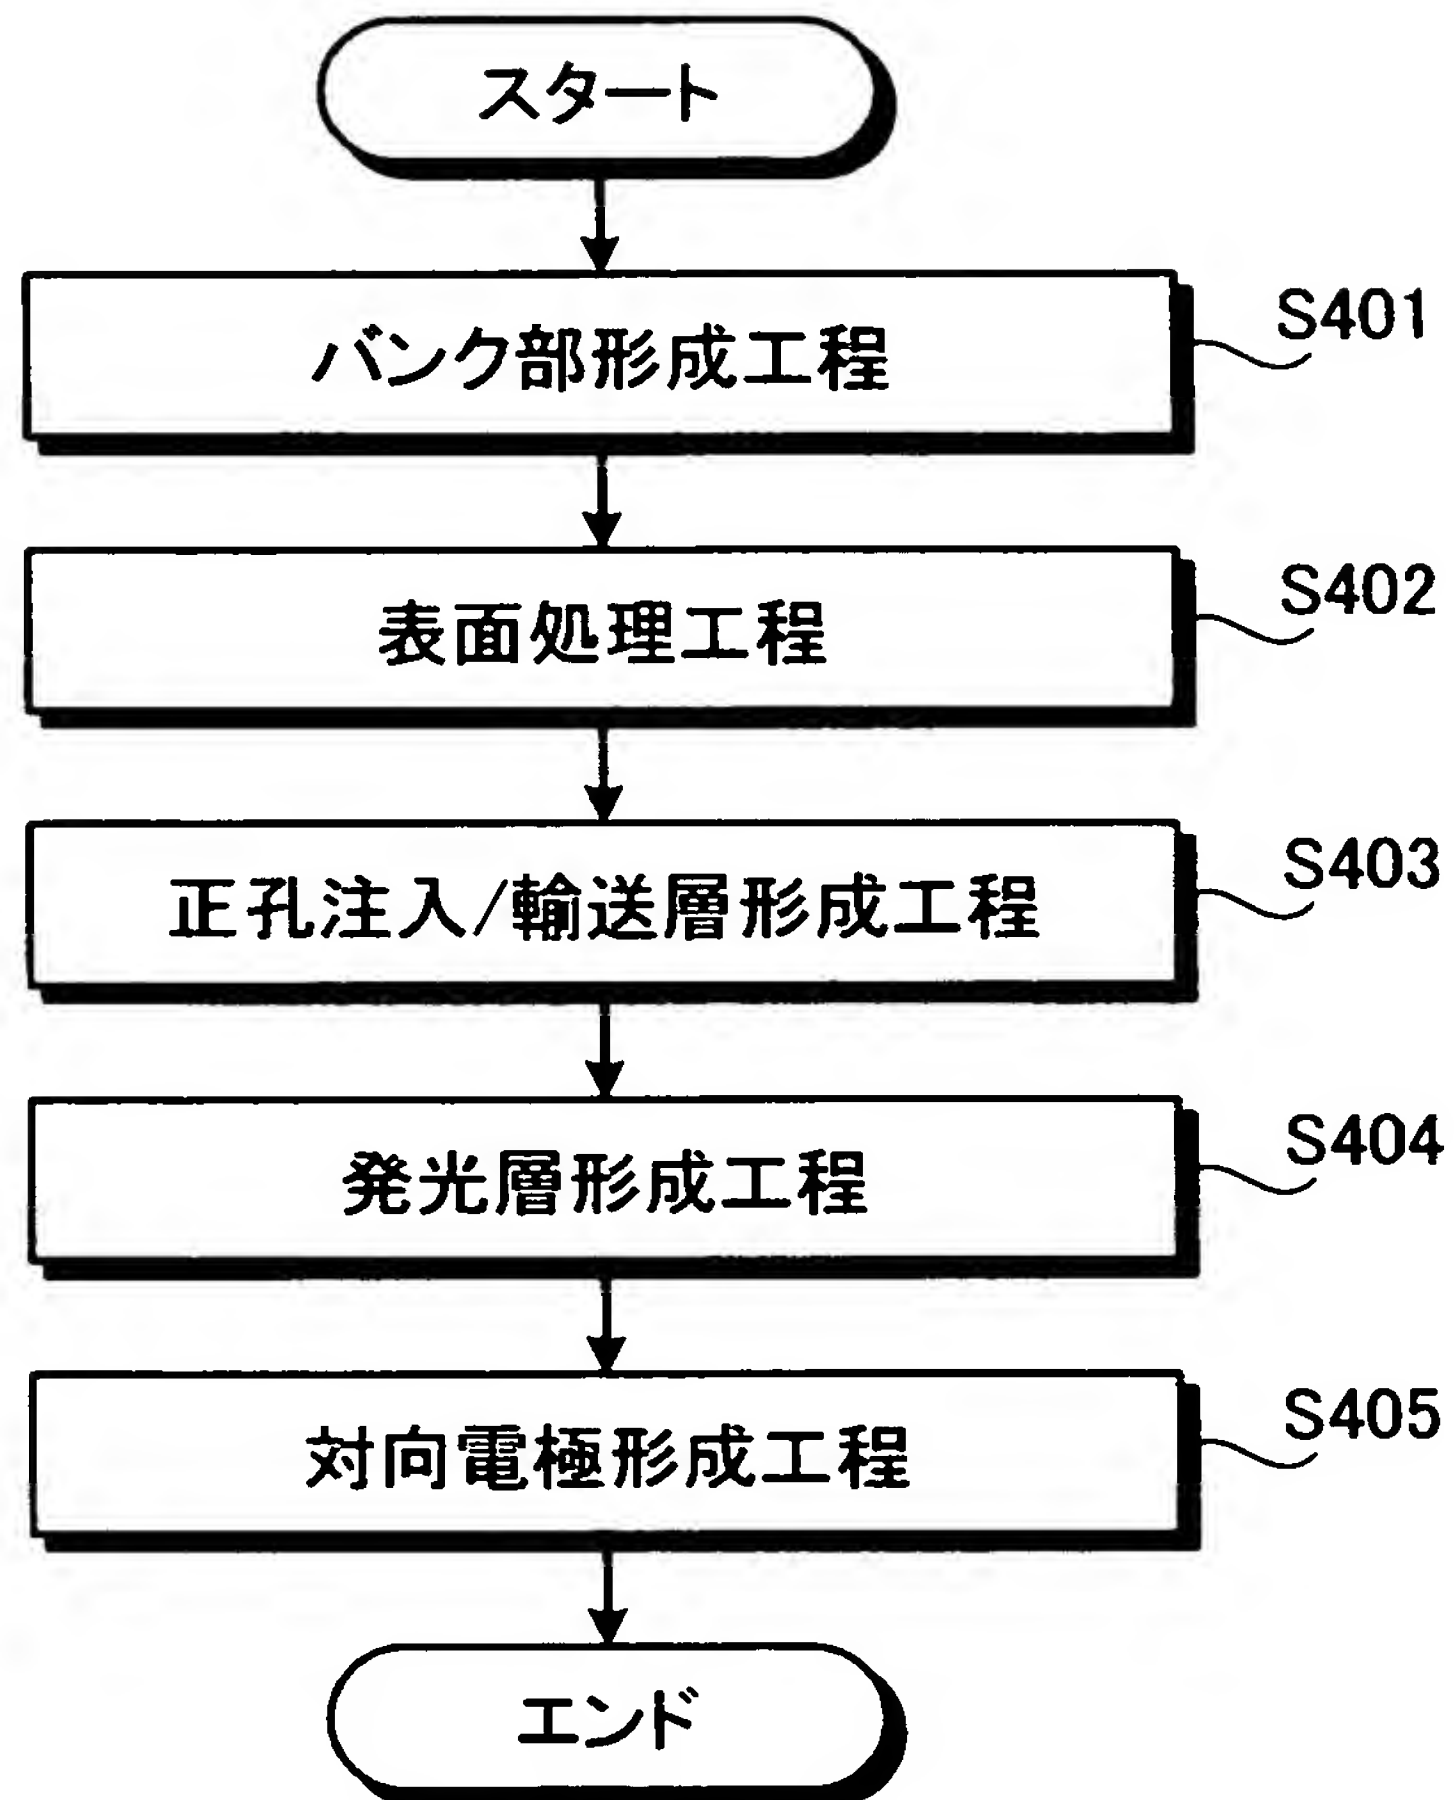 スタート
バンク部形成工程
S401
表面処理工程
S402
正孔注入/輸送層形成工程
S403
発光層形成工程
S404
対向電極形成工程
S405
エンド